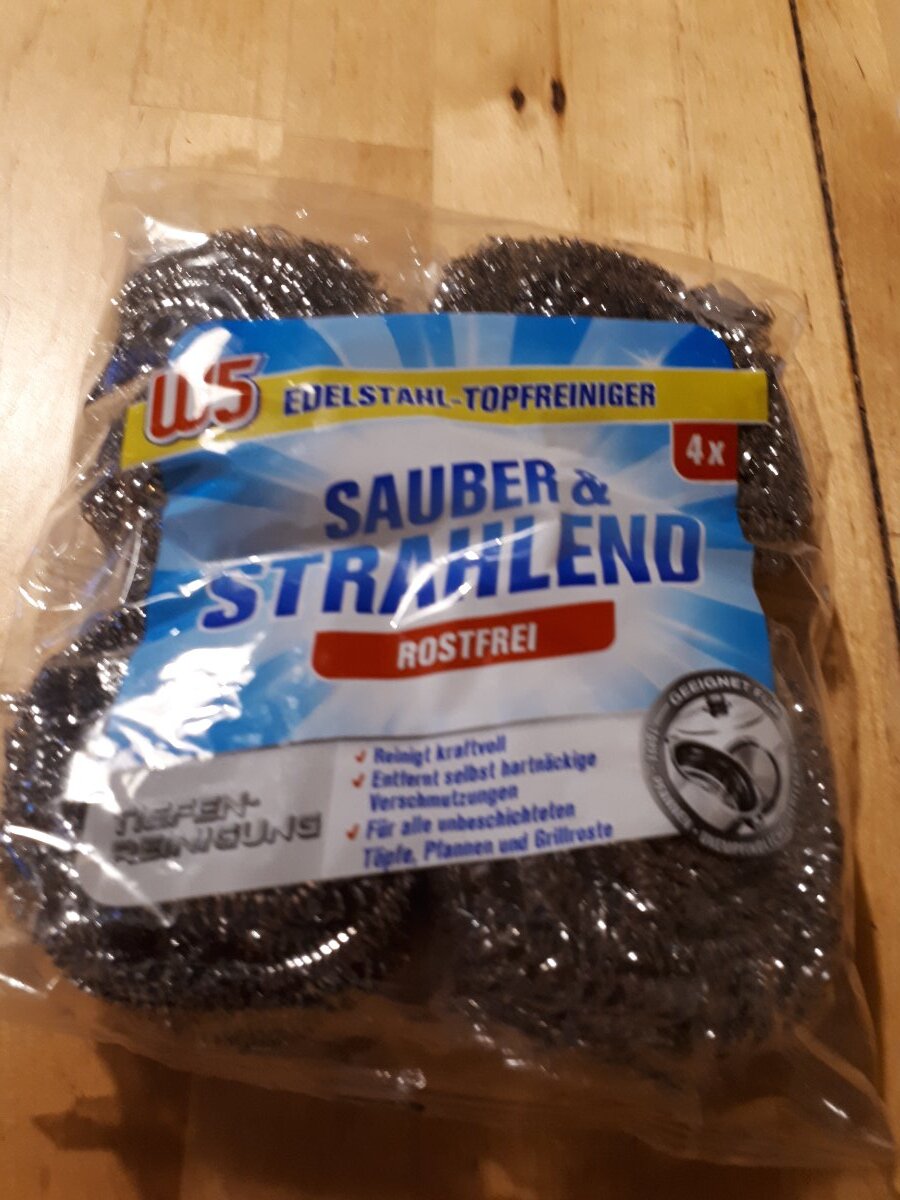 W5
EDELSTAHL-TOPFREINIGER
4x
SAUBER &
STRAHLEND
ROSTFREI
TIEFEN-
REINIGUNG
✓ Reinigt kraftvoll
✓ Entfernt selbst hartnäckige
Verschmutzungen
✓ Für alle unbeschichteten
Töpfe, Pfannen und Grillroste
GEEIGNET FÜR